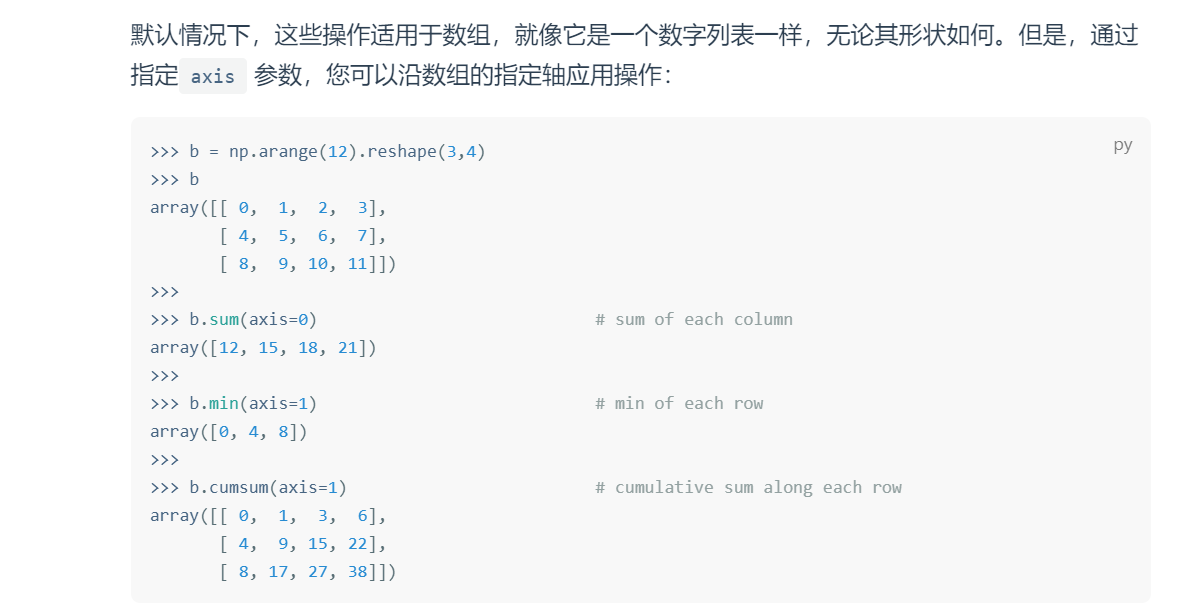 默认情况下，这些操作适用于数组，就像它是一个数字列表一样，无论其形状如何。但是，通过
指定 axis 参数，您可以沿数组的指定轴应用操作：
py
>>> b = np.arange(12).reshape(3,4)
>>> b
array([[ 0,  1,  2,  3],
       [ 4,  5,  6,  7],
       [ 8,  9, 10, 11]])
>>>
>>> b.sum(axis=0)                            # sum of each column
array([12, 15, 18, 21])
>>>
>>> b.min(axis=1)                            # min of each row
array([0, 4, 8])
>>>
>>> b.cumsum(axis=1)                         # cumulative sum along each row
array([[ 0,  1,  3,  6],
       [ 4,  9, 15, 22],
       [ 8, 17, 27, 38]])